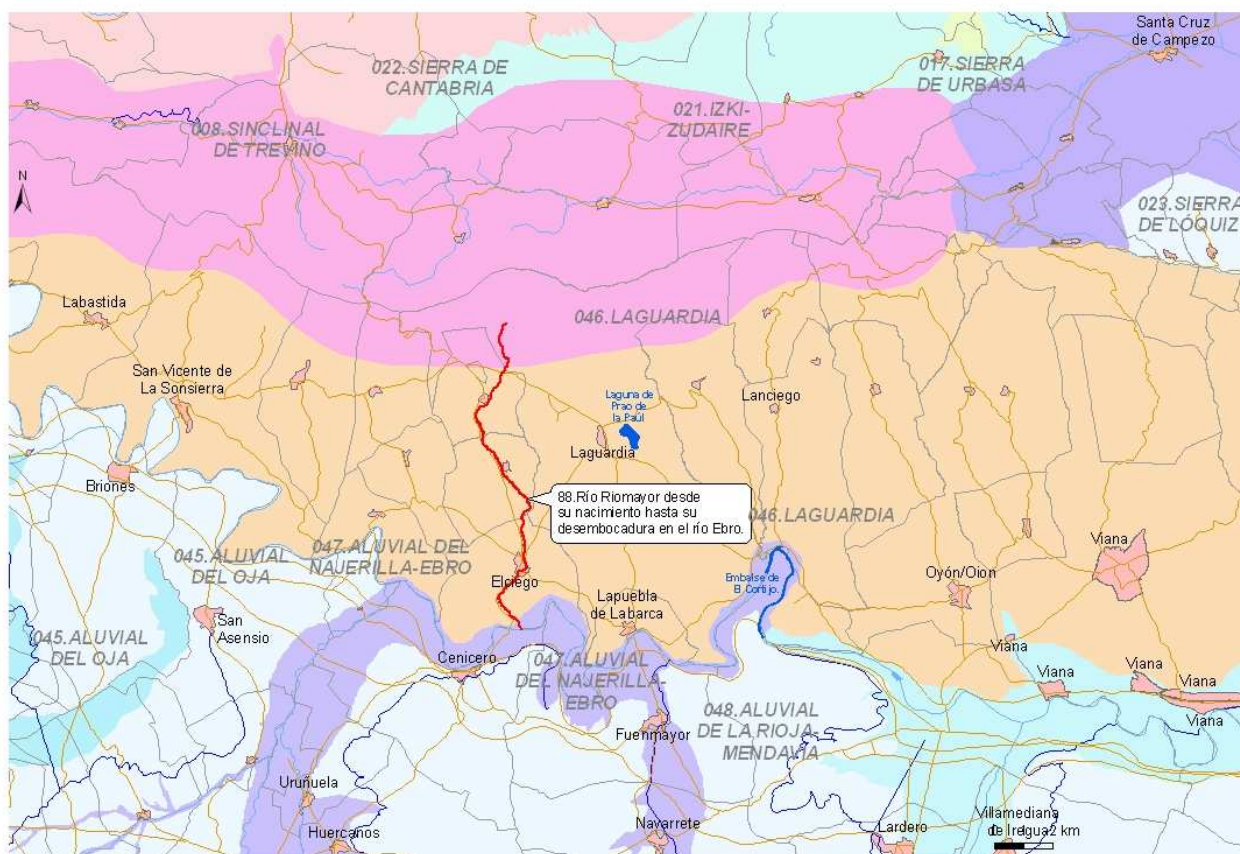 Santa Cruz
de Campezo
022.SIERRA DE
CANTABRIA
017.SIERRA
DE URBASA
021.IZKI-
ZUDAIRE
008.SINCLINAL
DE TREVIÑO
N
023.SIERRA
DE LÓQUIZ
Labastida
046.LAGUARDIA
San Vicente de
La Sonsierra
Laguna de
Prao de
la Paúl
Lanciego
Laguardia
Briones
88.Río Riomayor desde
su nacimiento hasta su
desembocadura en el río Ebro.
046.LAGUARDIA
047.ALUVIAL DEL
NAJERILLA-EBRO
045.ALUVIAL
DEL OJA
Viana
Elciego
Embalse de
El Cortijo.
Oyón/Oion
Lapuebla
de Labarca
San
Asensio
045.ALUVIAL
DEL OJA
Viana
Cenicero
047.ALUVIAL
DEL NAJERILLA-
EBRO
Viana
Viana
Viana
Viana
048.ALUVIAL
DE LA RIOJA-
MENDAVIA
Fuenmayor
Uruñuela
Huercanos
Navarrete
Lardero
Villamediana
de Iregua
2 km